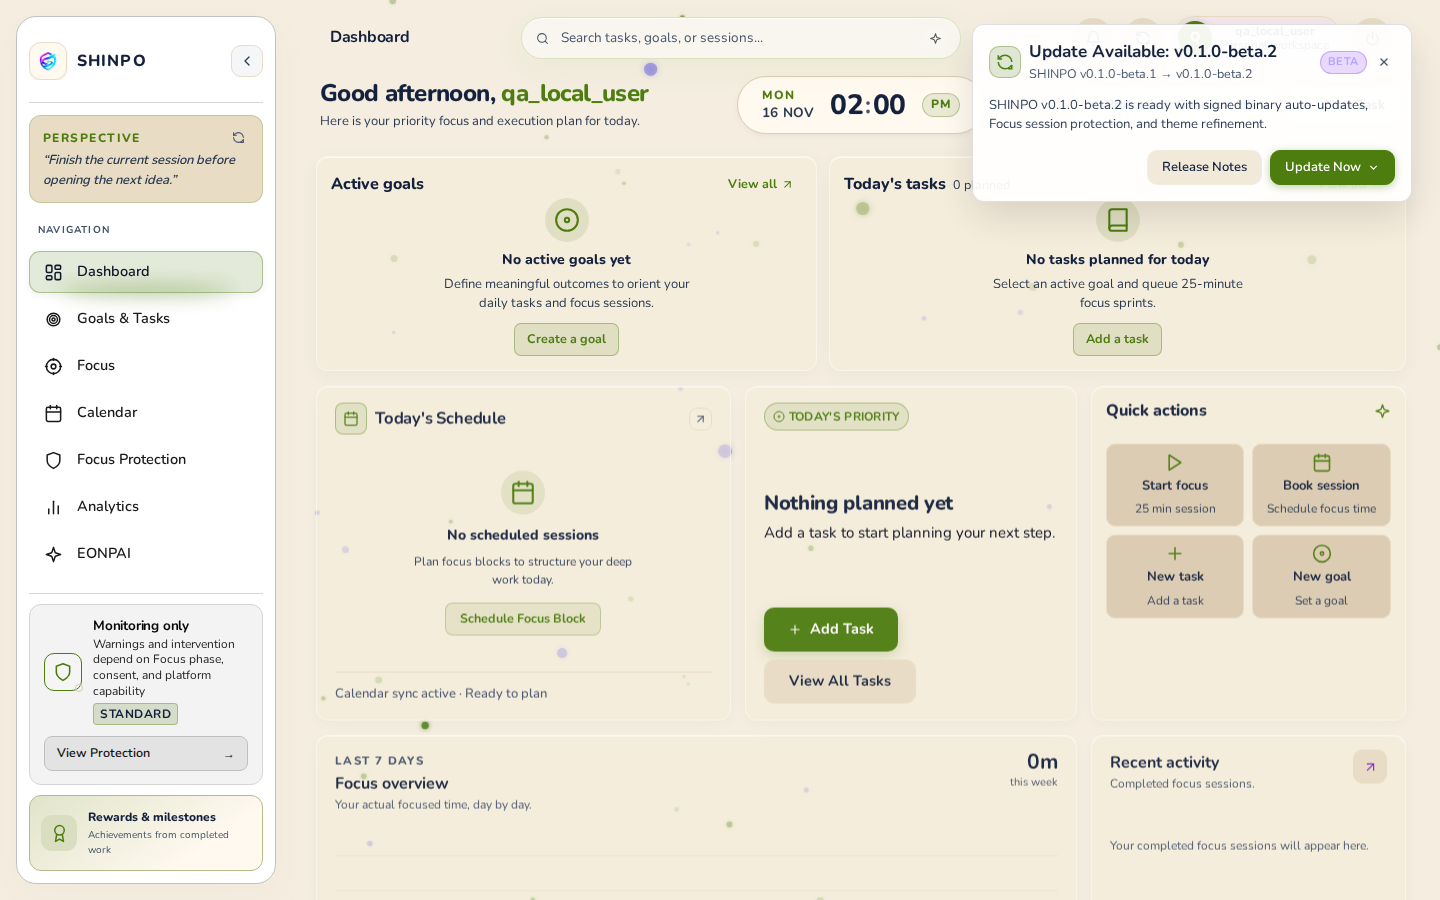 SHINPO
PERSPECTIVE
“Finish the current session before
opening the next idea.”
NAVIGATION
Dashboard
Goals & Tasks
Focus
Calendar
Focus Protection
Analytics
EONPAI
Monitoring only
Warnings and intervention
depend on Focus phase,
consent, and platform
capability
STANDARD
View Protection →
Rewards & milestones
Achievements from completed
work
Dashboard
Search tasks, goals, or sessions...
qa_local_user
Good afternoon, qa_local_user
Here is your priority focus and execution plan for today.
MON
16 NOV
02:00
PM
Update Available: v0.1.0-beta.2
SHINPO v0.1.0-beta.1 → v0.1.0-beta.2
BETA
SHINPO v0.1.0-beta.2 is ready with signed binary auto-updates,
Focus session protection, and theme refinement.
Release Notes
Update Now
Active goals
View all
No active goals yet
Define meaningful outcomes to orient your
daily tasks and focus sessions.
Create a goal
Today's tasks 0 planned
No tasks planned for today
Select an active goal and queue 25-minute
focus sprints.
Add a task
Today's Schedule
No scheduled sessions
Plan focus blocks to structure your deep
work today.
Schedule Focus Block
Calendar sync active · Ready to plan
TODAY'S PRIORITY
Nothing planned yet
Add a task to start planning your next step.
Add Task
View All Tasks
Quick actions
Start focus
25 min session
Book session
Schedule focus time
New task
Add a task
New goal
Set a goal
LAST 7 DAYS
Focus overview
Your actual focused time, day by day.
0m
this week
Recent activity
Completed focus sessions.
Your completed focus sessions will appear here.